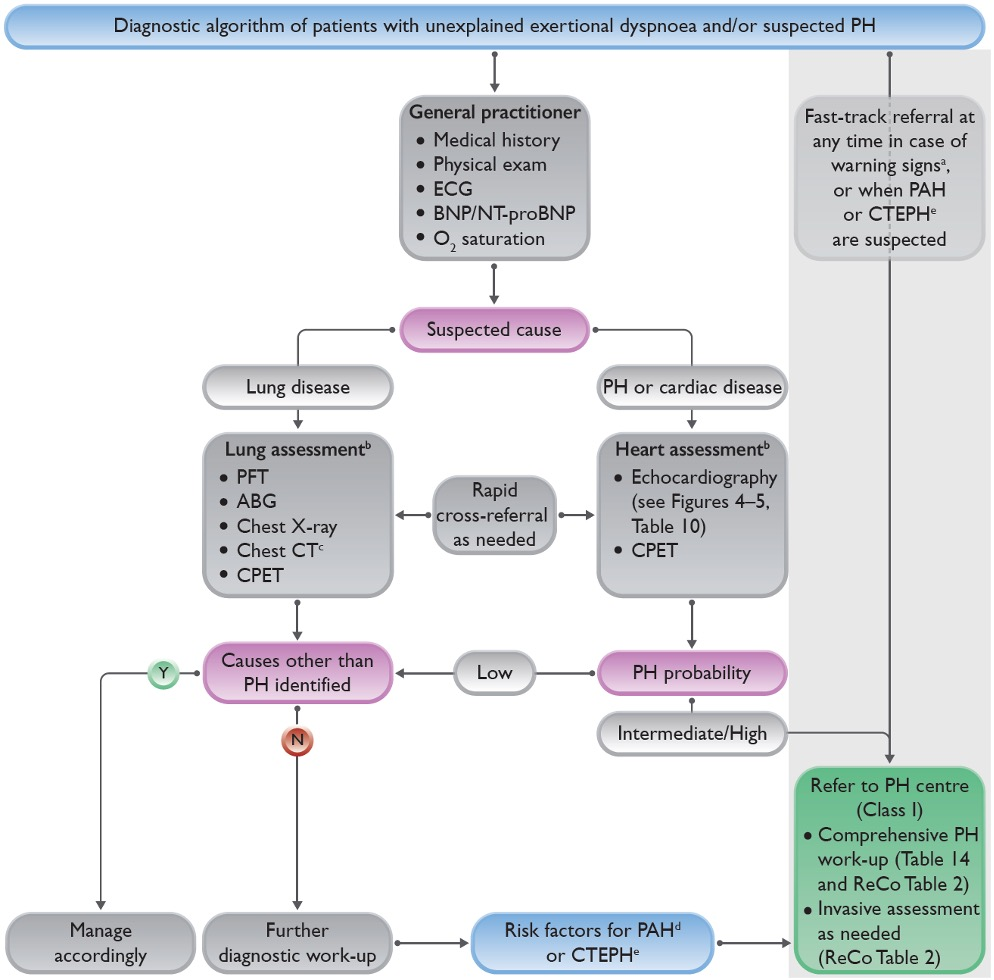 Diagnostic algorithm of patients with unexplained exertional dyspnoea and/or suspected PH
General practitioner
• Medical history
• Physical exam
• ECG
• BNP/NT-proBNP
• O₂ saturation
Fast-track referral at
any time in case of
warning signsᵃ,
or when PAH
or CTEPHᵉ
are suspected
Suspected cause
Lung disease
PH or cardiac disease
Lung assessmentᵇ
• PFT
• ABG
• Chest X-ray
• Chest CTᶜ
• CPET
Rapid
cross-referral
as needed
Heart assessmentᵇ
• Echocardiography
(see Figures 4–5,
Table 10)
• CPET
Y
Causes other than
PH identified
Low
PH probability
N
Intermediate/High
Refer to PH centre
(Class I)
• Comprehensive PH
work-up (Table 14
and ReCo Table 2)
• Invasive assessment
as needed
(ReCo Table 2)
Manage
accordingly
Further
diagnostic work-up
Risk factors for PAHᵈ
or CTEPHᵉ